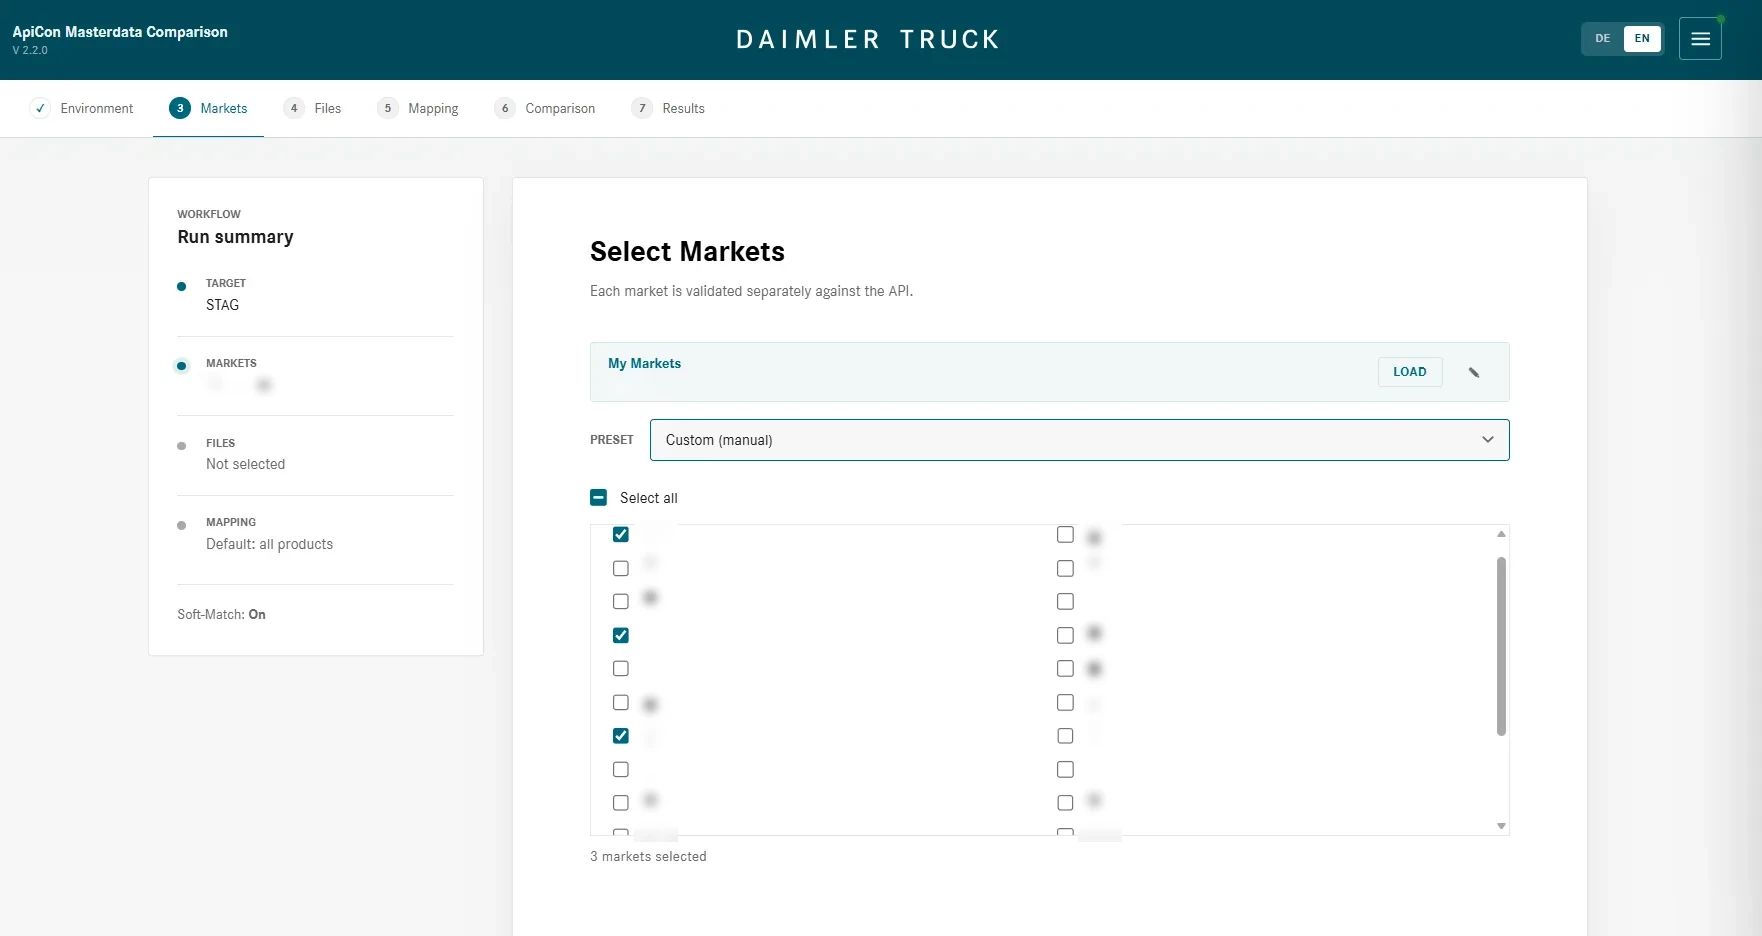 ApiCon Masterdata Comparison
V 2.2.0
DAIMLER TRUCK
DE EN
✓ Environment 3 Markets 4 Files 5 Mapping 6 Comparison 7 Results
WORKFLOW
Run summary
TARGET
STAG
MARKETS
FILES
Not selected
MAPPING
Default: all products
Soft-Match: On
Select Markets
Each market is validated separately against the API.
My Markets
LOAD
PRESET Custom (manual)
Select all
3 markets selected